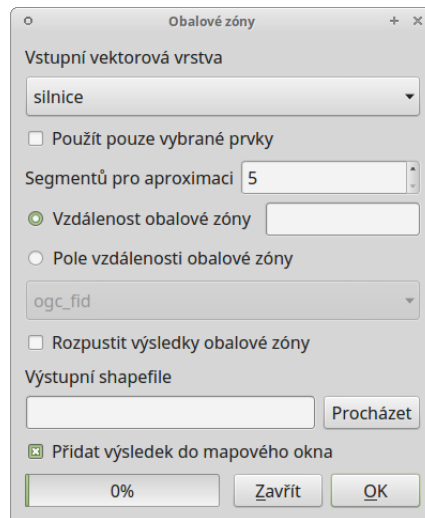 Obalové zóny
Vstupní vektorová vrstva
silnice
Použít pouze vybrané prvky
Segmentů pro aproximaci 5
Vzdálenost obalové zóny
Pole vzdálenosti obalové zóny
ogc_fid
Rozpustit výsledky obalové zóny
Výstupní shapefile
Procházet
Přidat výsledek do mapového okna
0% Zavřít OK